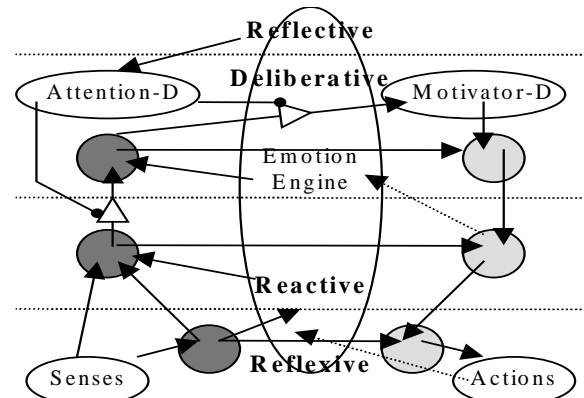 Reflective
Deliberative
Attention-D
Motivator-D
Emotion
Engine
Reactive
Reflexive
Senses
Actions